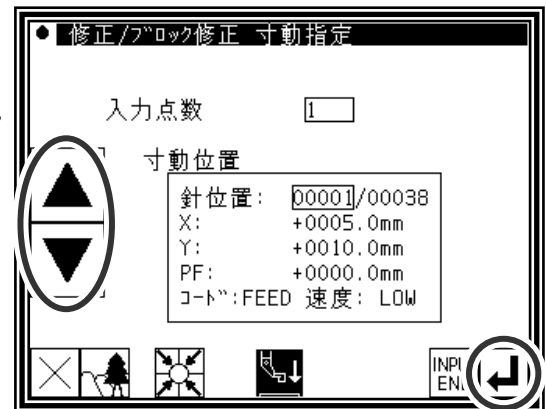 修正/ブロック修正 寸動指定
入力点数 1
寸動位置
針位置: 00001/00038
X: +0005.0mm
Y: +0010.0mm
PF: +0000.0mm
コード:FEED 速度: LOW